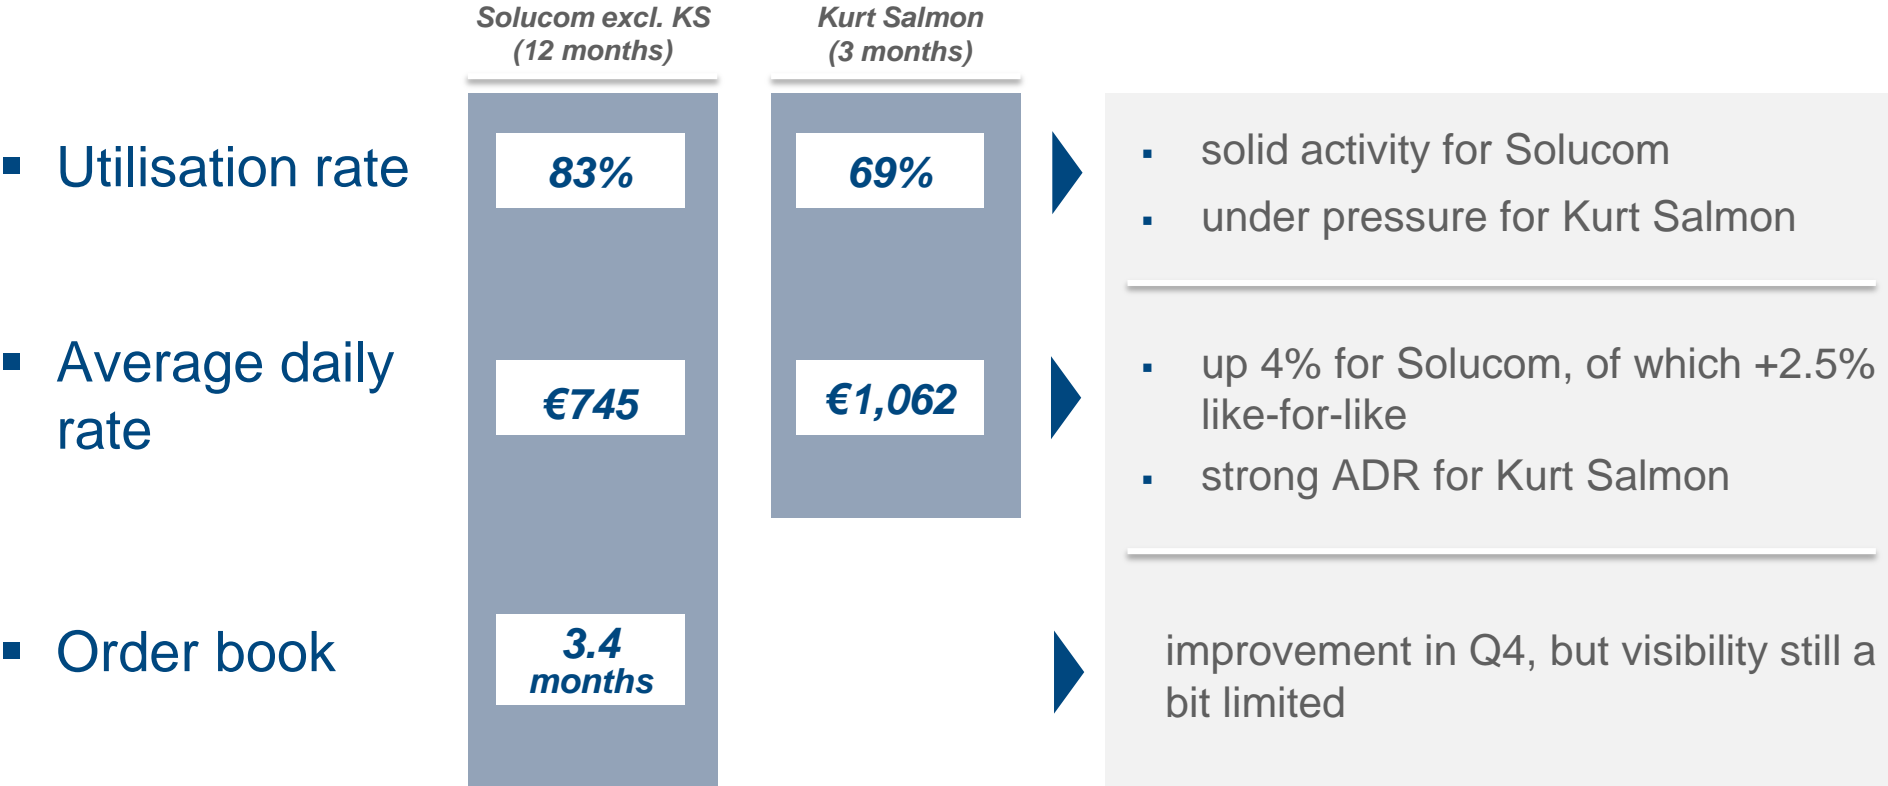 Solucom excl. KS
(12 months)
Kurt Salmon
(3 months)
▪ Utilisation rate
83%
69%
▪ solid activity for Solucom
▪ under pressure for Kurt Salmon
▪ Average daily
rate
€745
€1,062
▪ up 4% for Solucom, of which +2.5%
like-for-like
▪ strong ADR for Kurt Salmon
▪ Order book
3.4
months
improvement in Q4, but visibility still a
bit limited